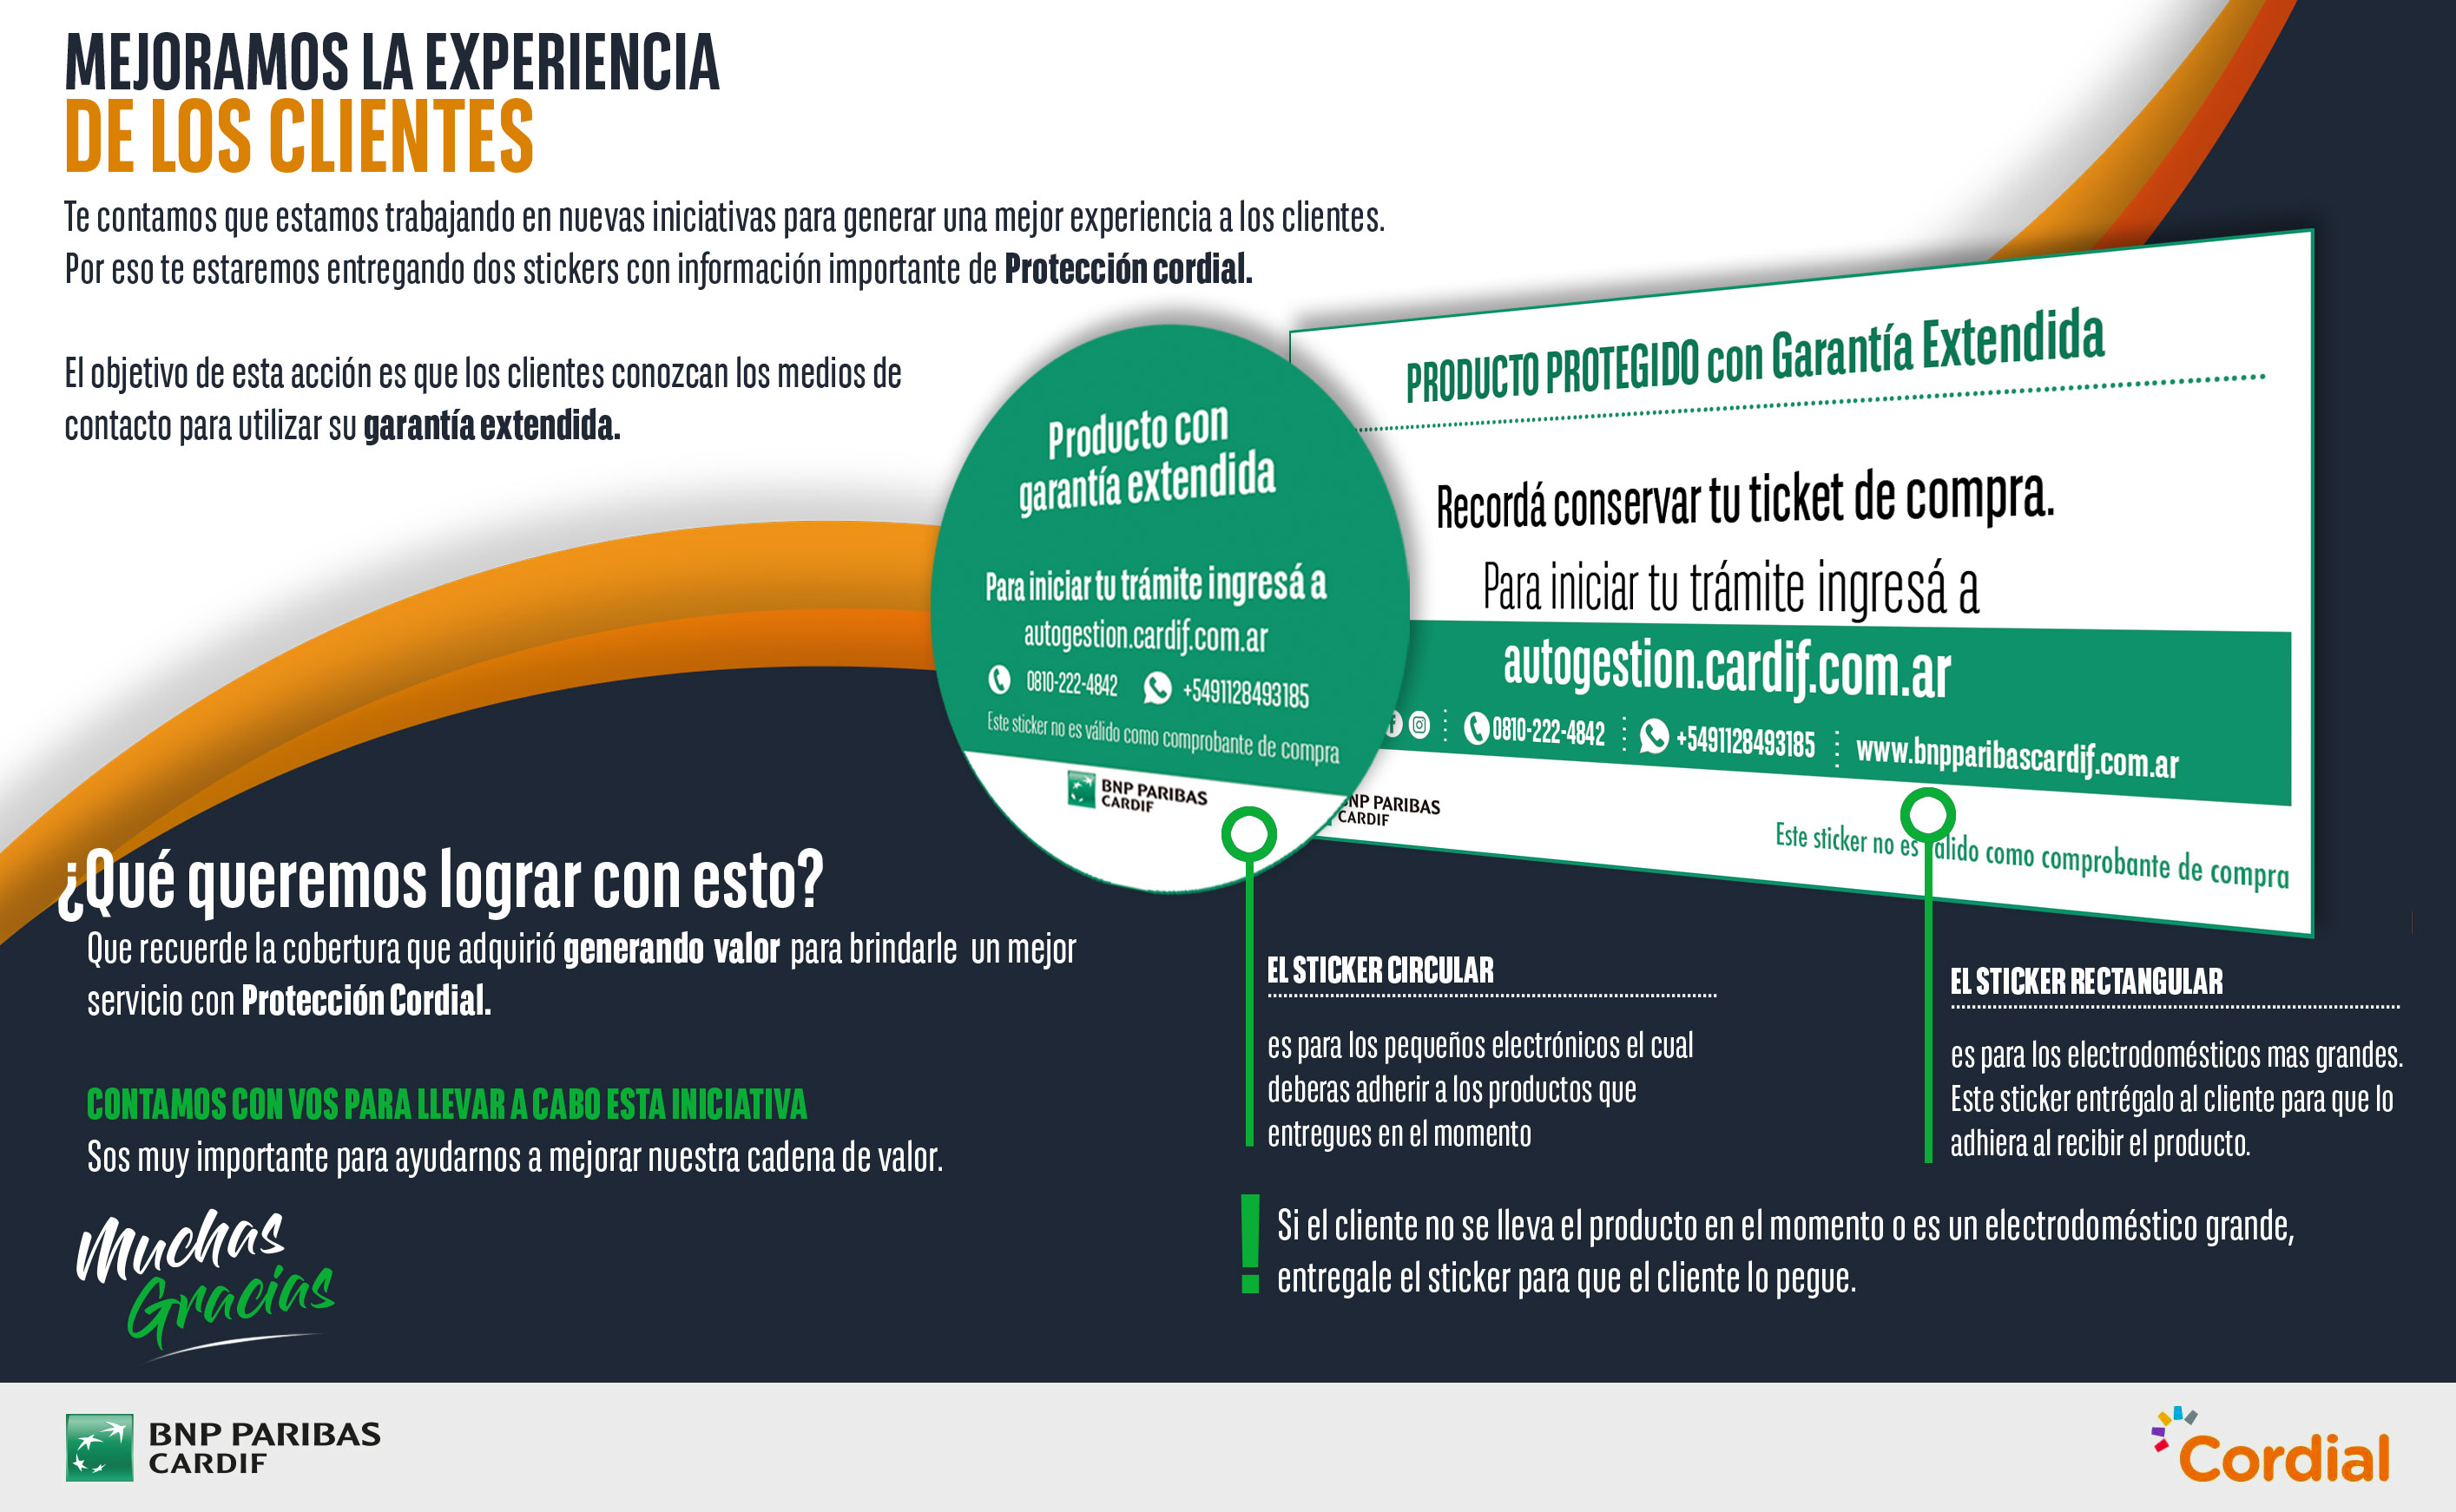 MEJORAMOS LA EXPERIENCIA
DE LOS CLIENTES
Te contamos que estamos trabajando en nuevas iniciativas para generar una mejor experiencia a los clientes.
Por eso te estaremos entregando dos stickers con información importante de Protección cordial.
El objetivo de esta acción es que los clientes conozcan los medios de
contacto para utilizar su garantía extendida.
Producto con
garantía extendida
Para iniciar tu trámite ingresá a
autogestion.cardif.com.ar
0810-222-4842 +5491128493185
Este sticker no es válido como comprobante de compra
BNP PARIBAS
CARDIF
PRODUCTO PROTEGIDO con Garantía Extendida
Recordá conservar tu ticket de compra.
Para iniciar tu trámite ingresá a
autogestion.cardif.com.ar
0810-222-4842 +5491128493185 www.bnpparibascardif.com.ar
BNP PARIBAS
CARDIF
Este sticker no es válido como comprobante de compra
¿Qué queremos lograr con esto?
Que recuerde la cobertura que adquirió generando valor para brindarle un mejor
servicio con Protección Cordial.
CONTAMOS CON VOS PARA LLEVAR A CABO ESTA INICIATIVA
Sos muy importante para ayudarnos a mejorar nuestra cadena de valor.
Muchas
Gracias
EL STICKER CIRCULAR
es para los pequeños electrónicos el cual
deberas adherir a los productos que
entregues en el momento
EL STICKER RECTANGULAR
es para los electrodomésticos mas grandes.
Este sticker entrégalo al cliente para que lo
adhiera al recibir el producto.
! Si el cliente no se lleva el producto en el momento o es un electrodoméstico grande,
entregale el sticker para que el cliente lo pegue.
BNP PARIBAS
CARDIF
Cordial